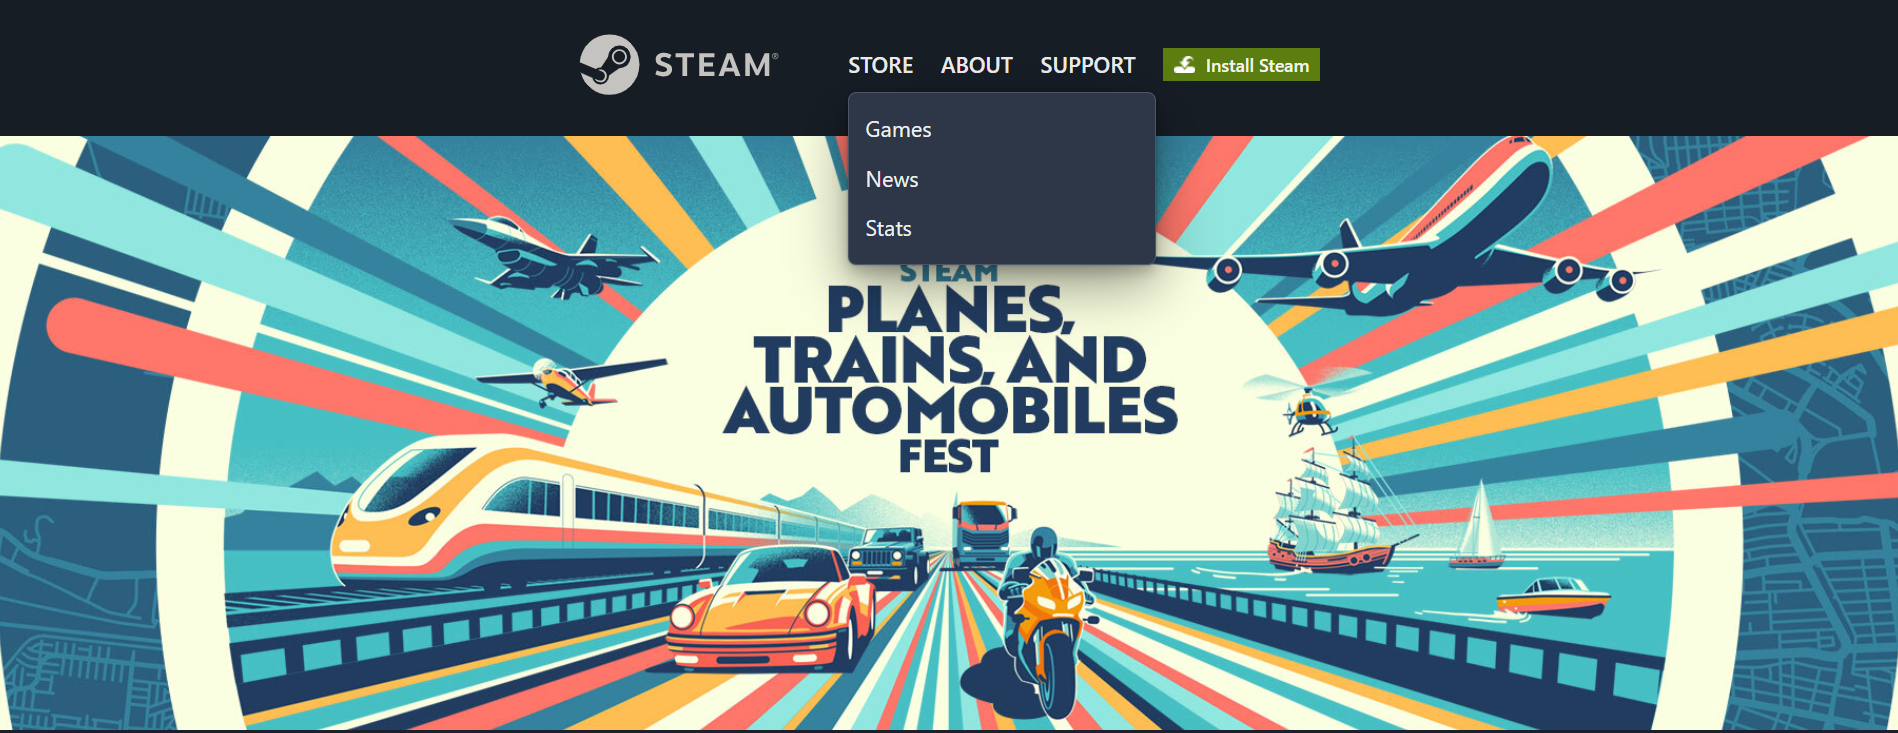 STEAM®
STORE ABOUT SUPPORT Install Steam
Games
News
Stats
STEAM
PLANES,
TRAINS, AND
AUTOMOBILES
FEST